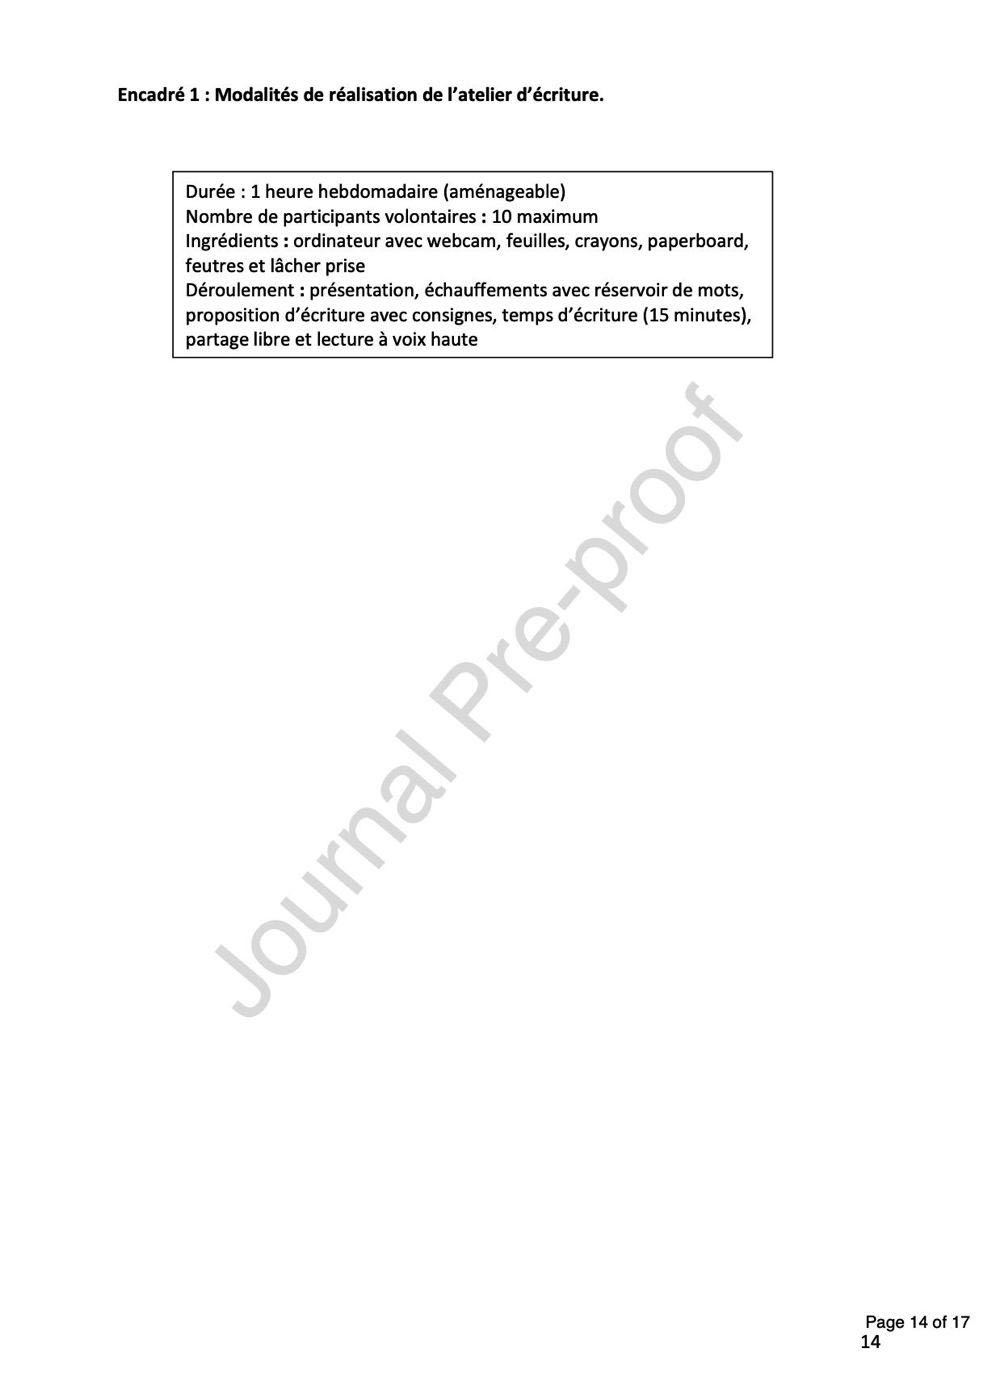 Encadré 1 : Modalités de réalisation de l’atelier d’écriture.
Durée : 1 heure hebdomadaire (aménageable)
Nombre de participants volontaires : 10 maximum
Ingrédients : ordinateur avec webcam, feuilles, crayons, paperboard,
feutres et lâcher prise
Déroulement : présentation, échauffements avec réservoir de mots,
proposition d’écriture avec consignes, temps d’écriture (15 minutes),
partage libre et lecture à voix haute
Journal Pre-proof
Page 14 of 17
14